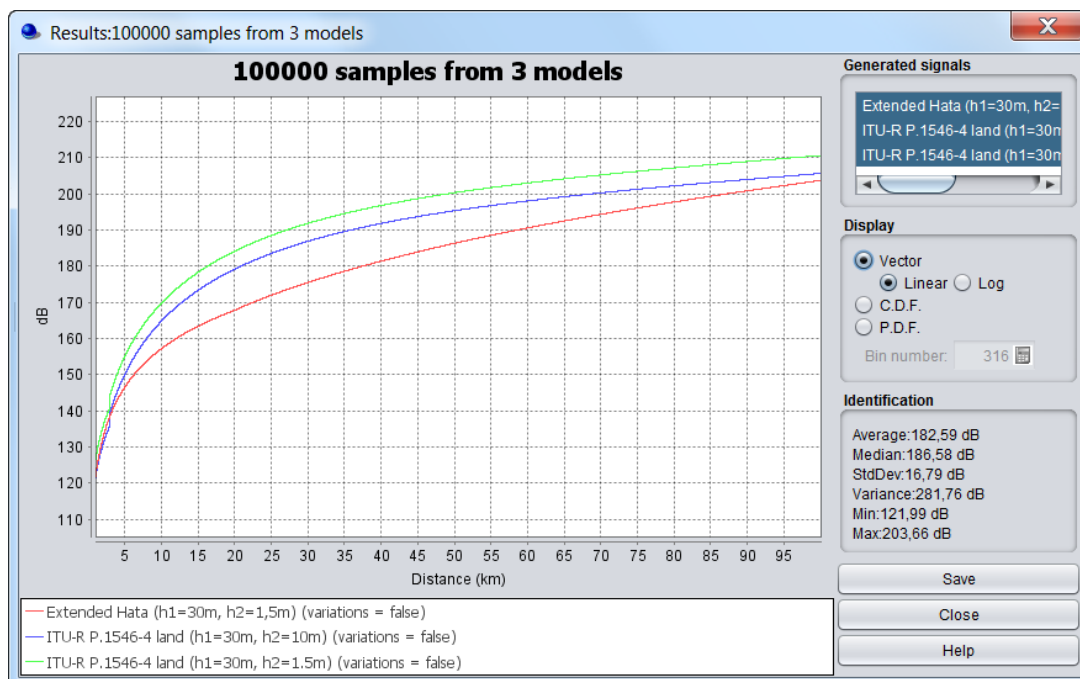 Results:100000 samples from 3 models
100000 samples from 3 models
220
210
200
190
180
170
160
150
140
130
120
110
dB
5 10 15 20 25 30 35 40 45 50 55 60 65 70 75 80 85 90 95
Distance (km)
Extended Hata (h1=30m, h2=1,5m) (variations = false)
ITU-R P.1546-4 land (h1=30m, h2=10m) (variations = false)
ITU-R P.1546-4 land (h1=30m, h2=1.5m) (variations = false)
Generated signals
Extended Hata (h1=30m, h2=
ITU-R P.1546-4 land (h1=30m
ITU-R P.1546-4 land (h1=30m
Display
Vector
Linear Log
C.D.F.
P.D.F.
Bin number: 316
Identification
Average:182,59 dB
Median:186,58 dB
StdDev:16,79 dB
Variance:281,76 dB
Min:121,99 dB
Max:203,66 dB
Save
Close
Help